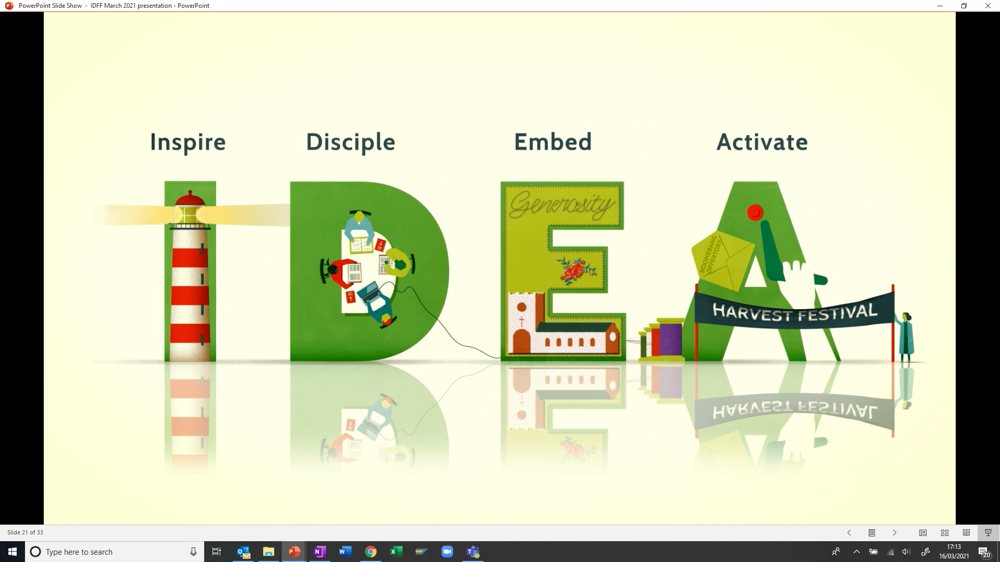 PowerPoint Slide Show - IDFF March 2021 presentation - PowerPoint
Inspire
Disciple
Embed
Activate
Generosity
BOOMERANG
OFFERTORY
HARVEST FESTIVAL
HARVEST FESTIVAL
Slide 21 of 33
Type here to search
17:13
16/03/2021
20